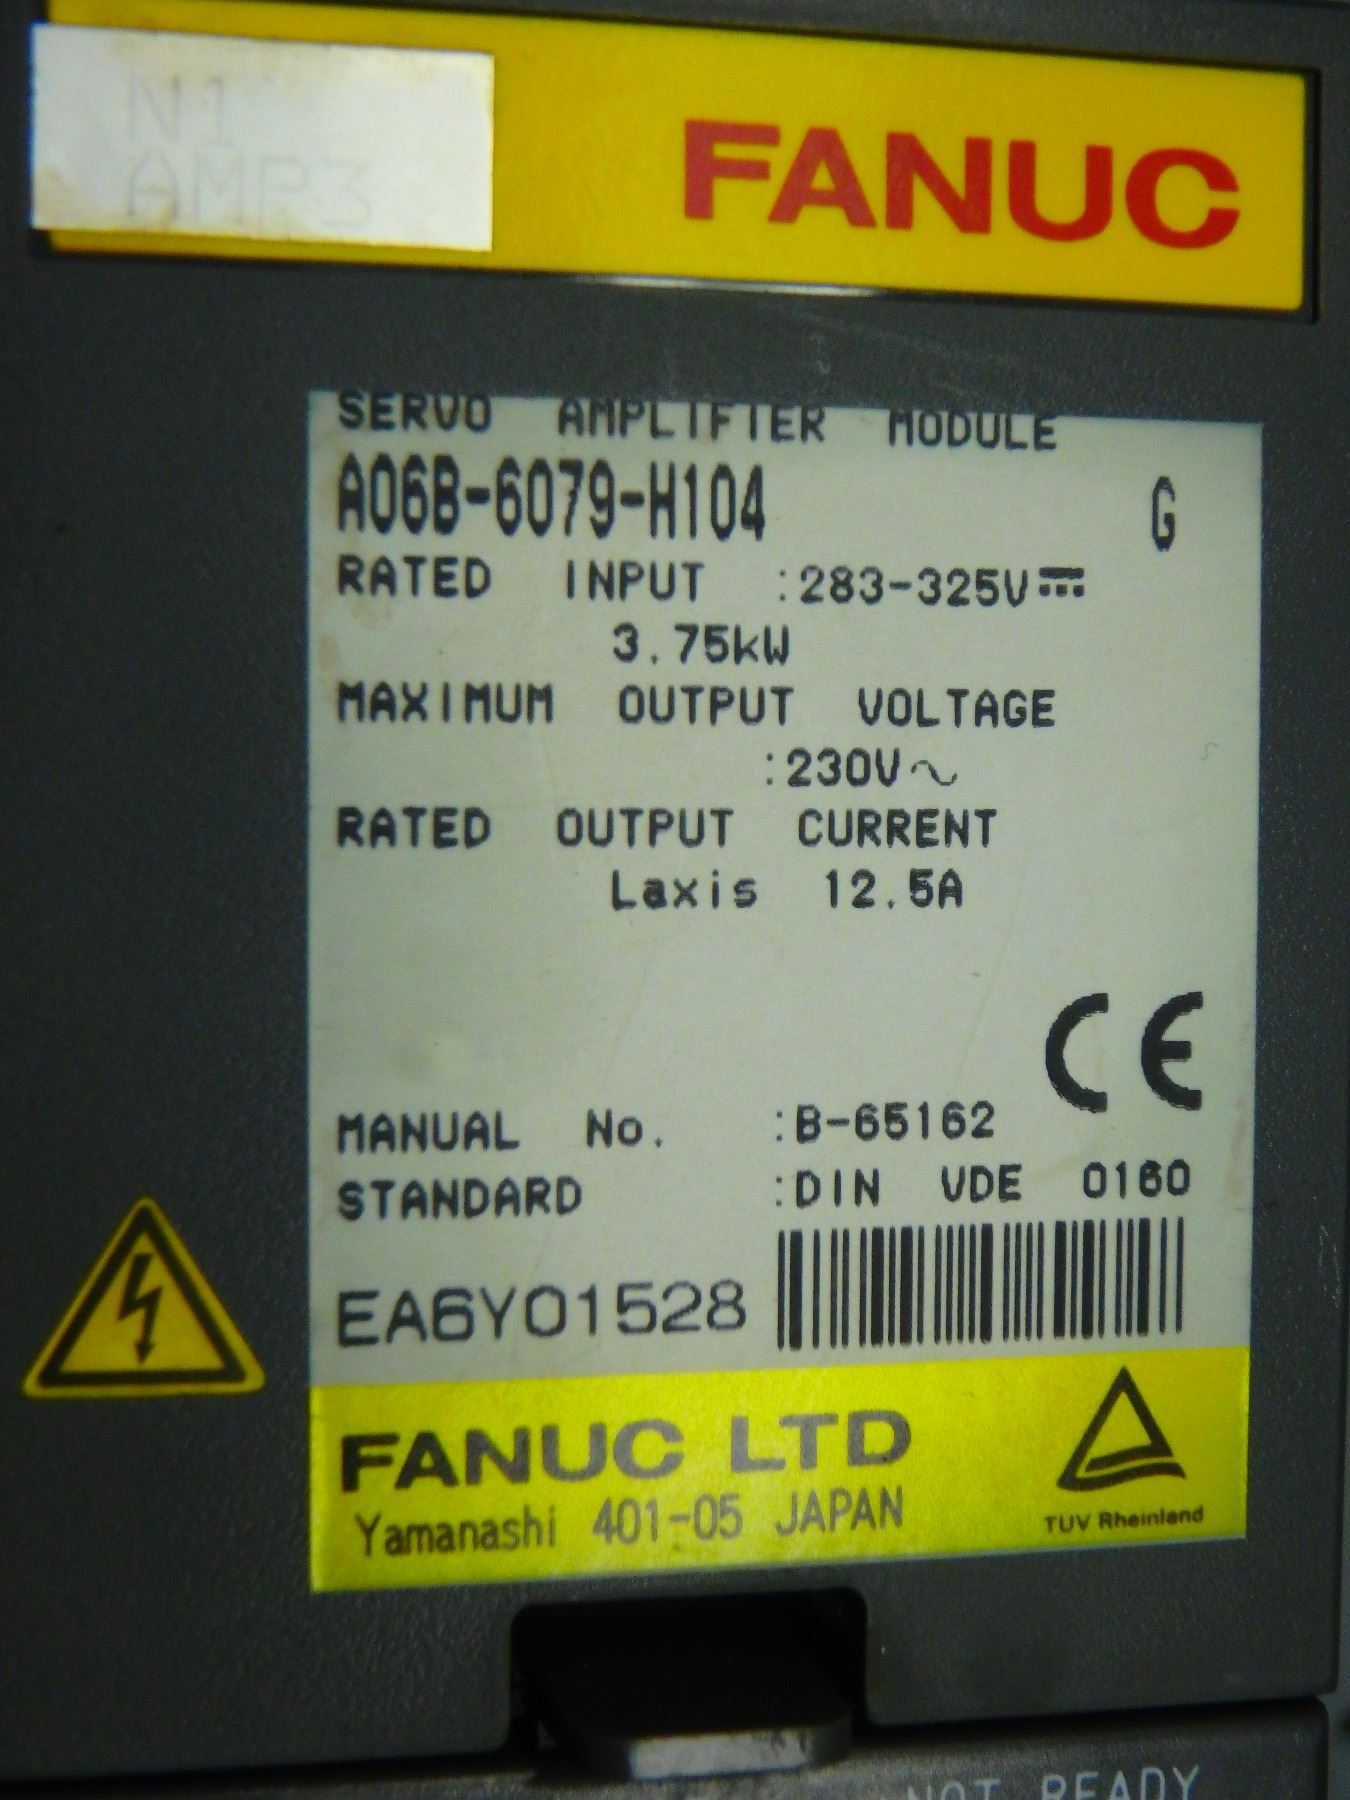 N1
AMP3
FANUC
SERVO AMPLIFIER MODULE
A06B-6079-H104 G
RATED INPUT :283-325V⎓
3.75kW
MAXIMUM OUTPUT VOLTAGE
:230V~
RATED OUTPUT CURRENT
Laxis 12.5A
CE
MANUAL No. :B-65162
STANDARD :DIN VDE 0160
EA6Y01528
FANUC LTD
Yamanashi 401-05 JAPAN
TUV Rheinland
NOT READY